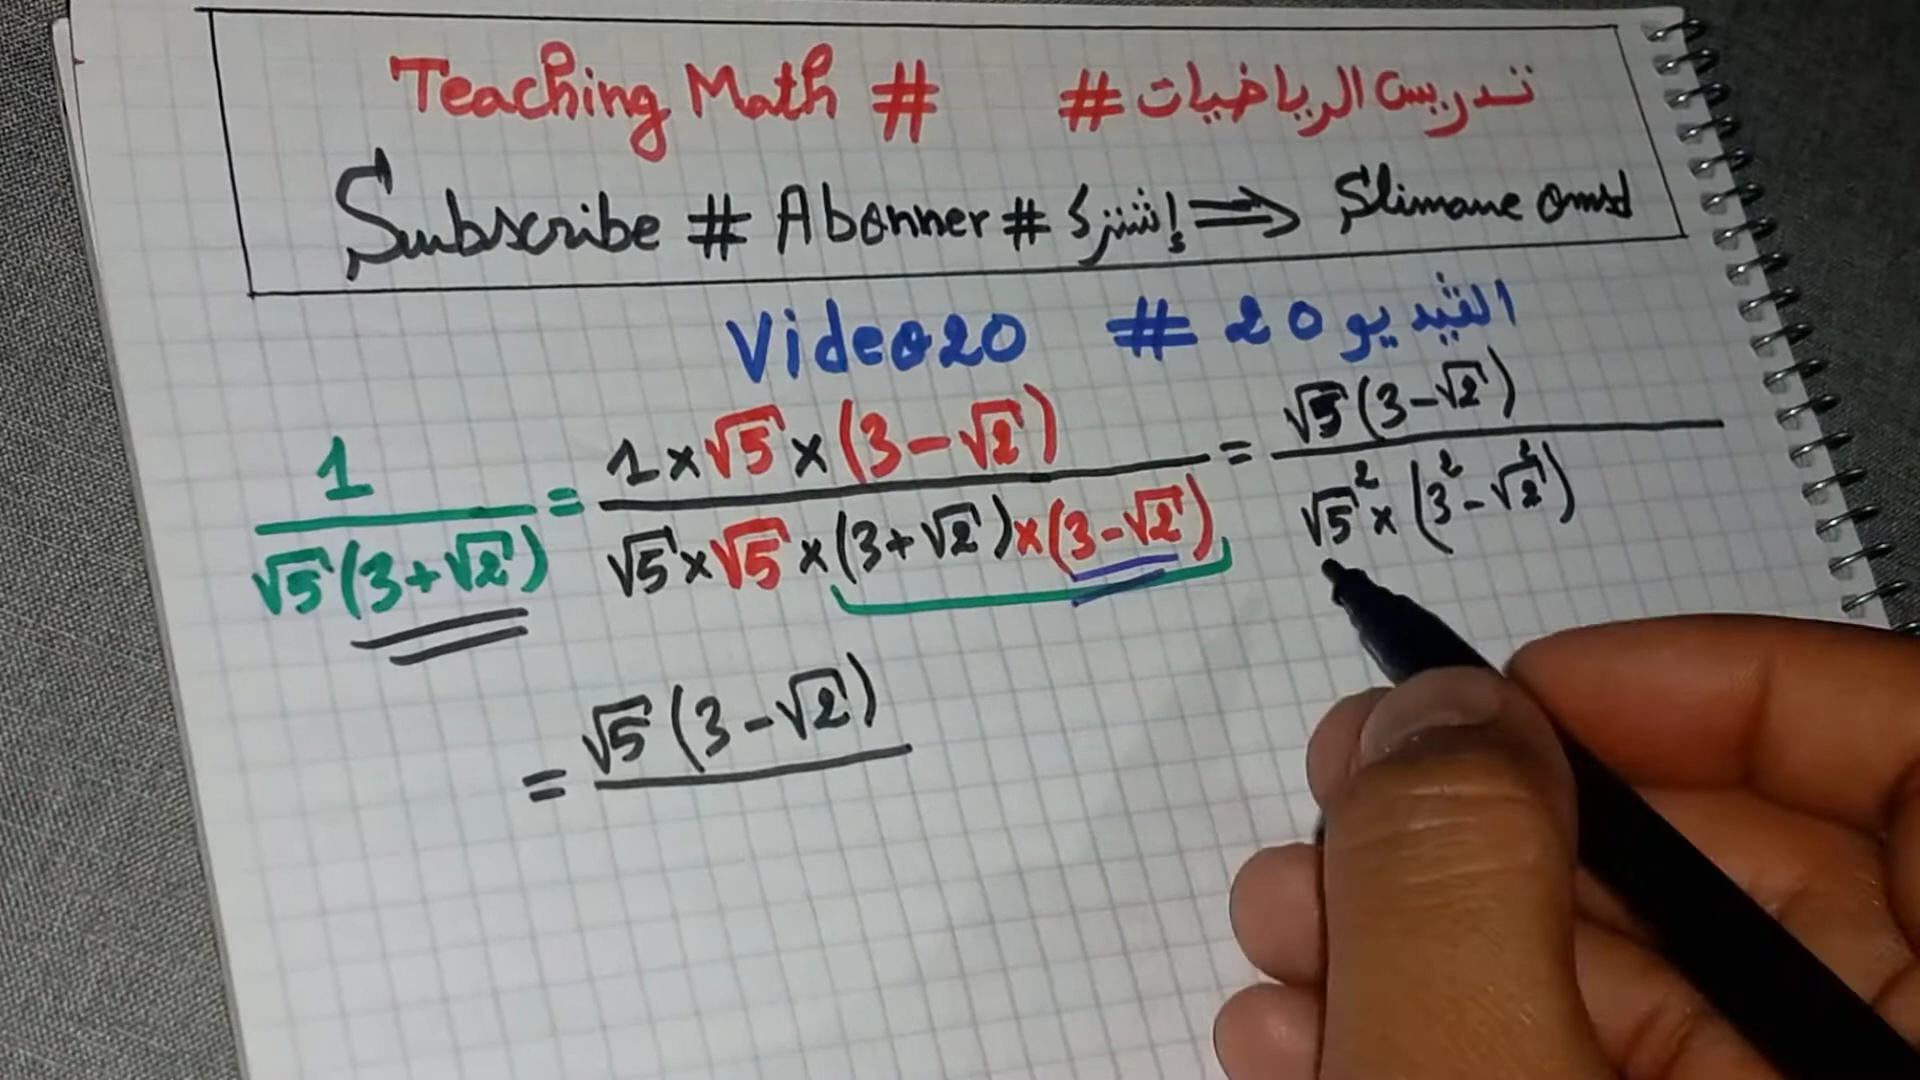 Teaching Math # # تدريس الرياضيات
Subscribe # Abonner # إشترك ⟹ Slimane Omsd
Video20 # الفيديو 20
1/(√5(3+√2)) = (1×√5×(3-√2))/(√5×√5×(3+√2)×(3-√2)) = (√5(3-√2))/(√5²×(3²-√2²))
= √5(3-√2)